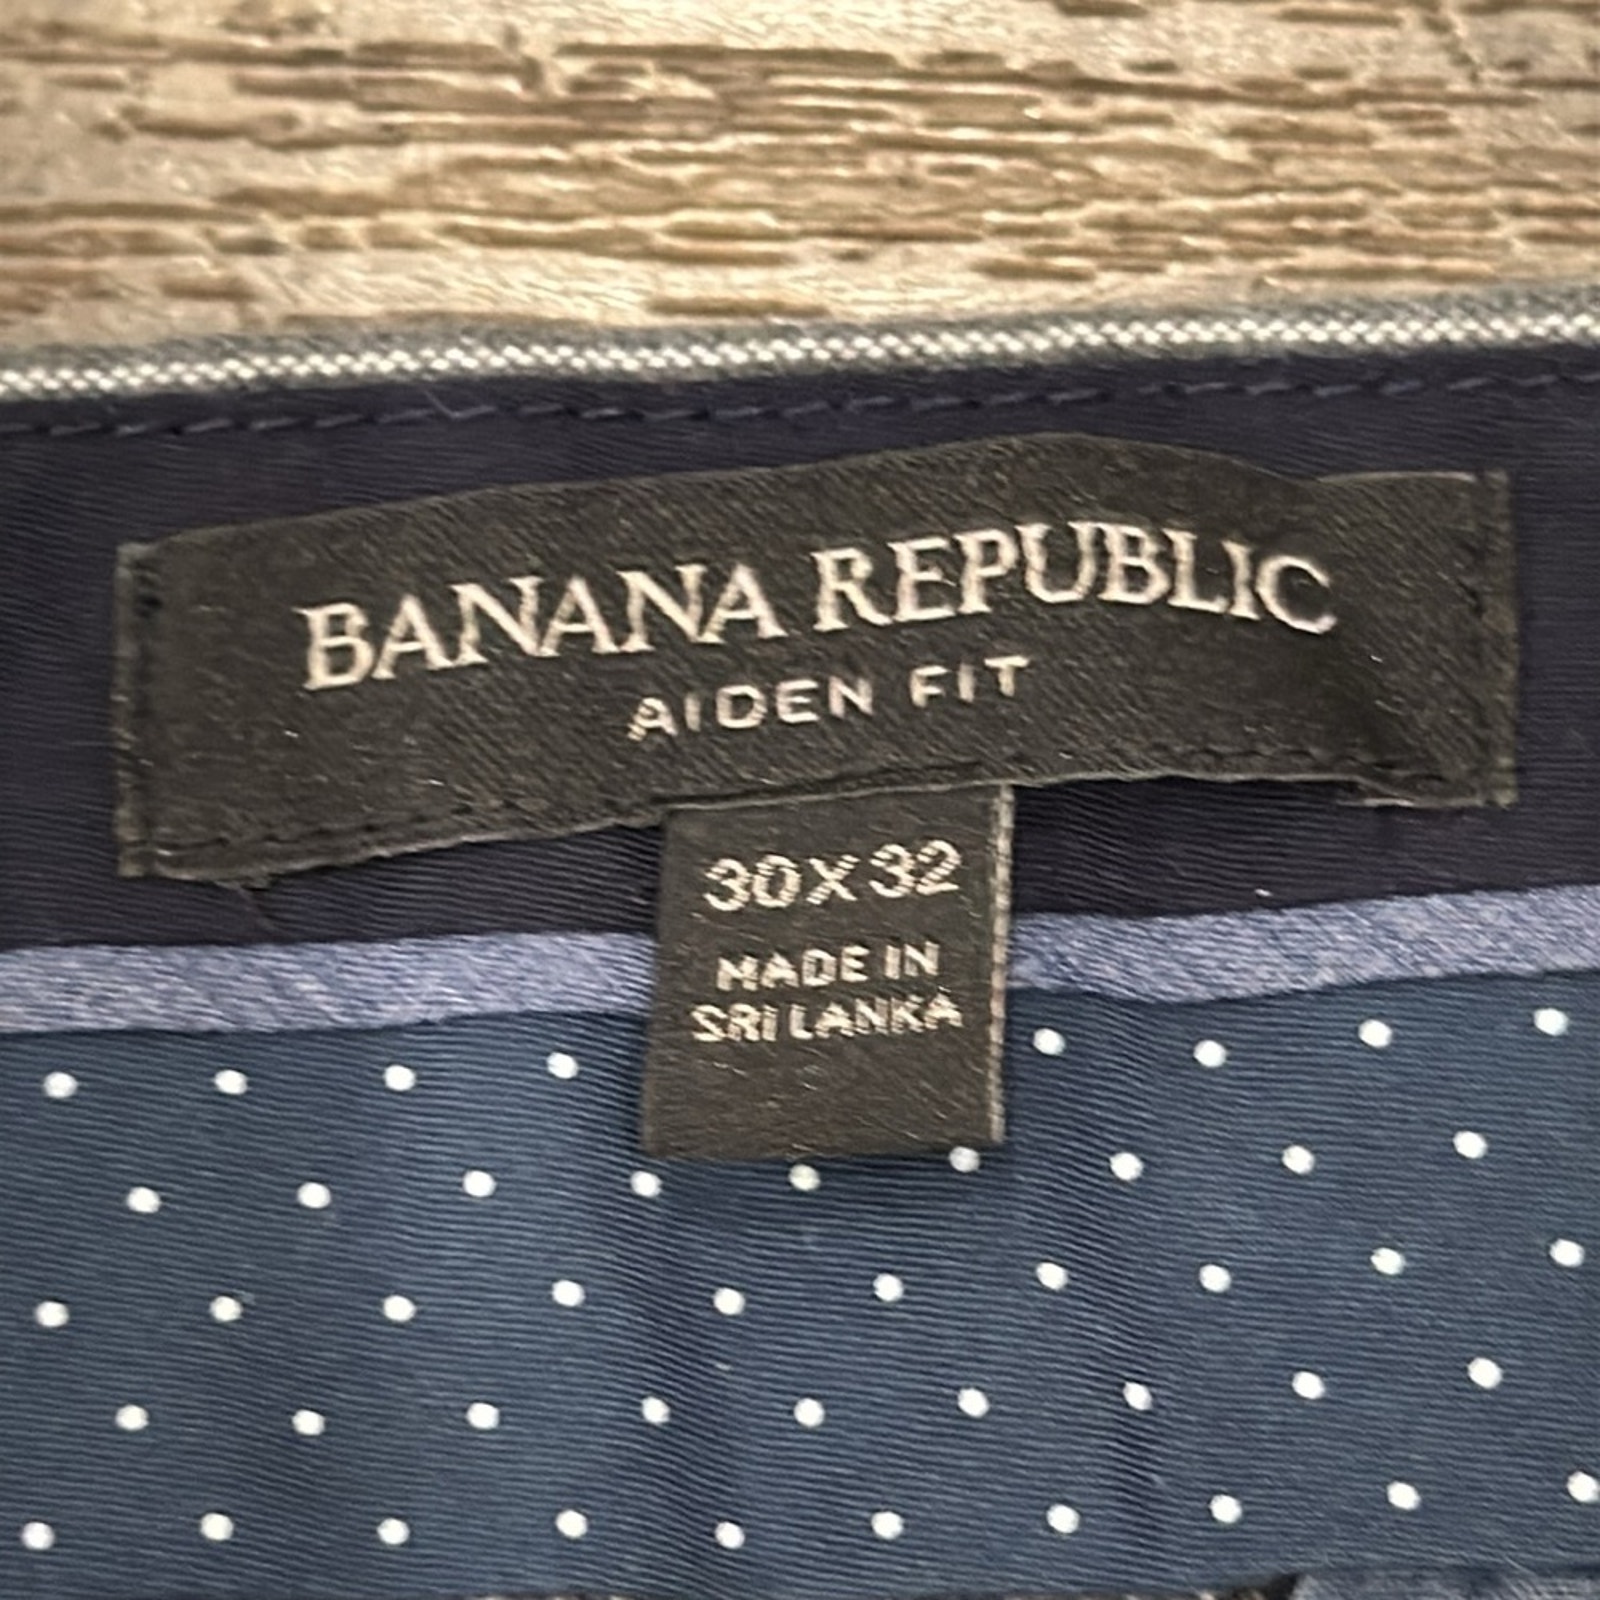 BANANA REPUBLIC
AIDEN FIT
30X32
MADE IN
SRI LANKA